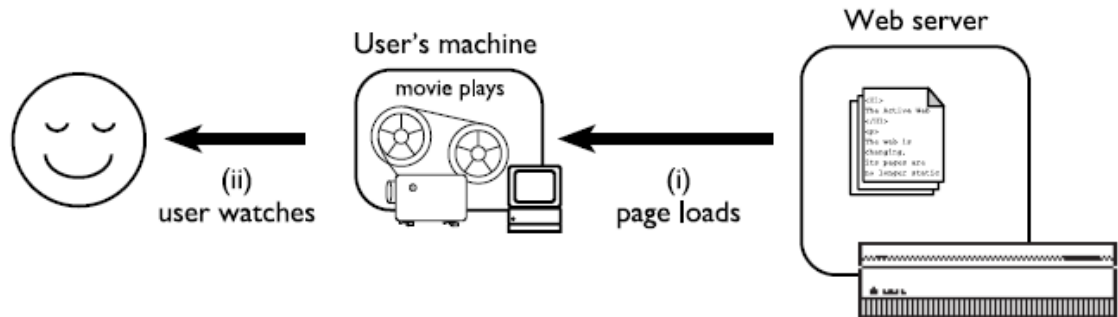 Web server
User's machine
movie plays
<H1>
The Active Web
</H1>
<p>
The web is
changing,
its pages are
no longer static
(ii)
user watches
(i)
page loads